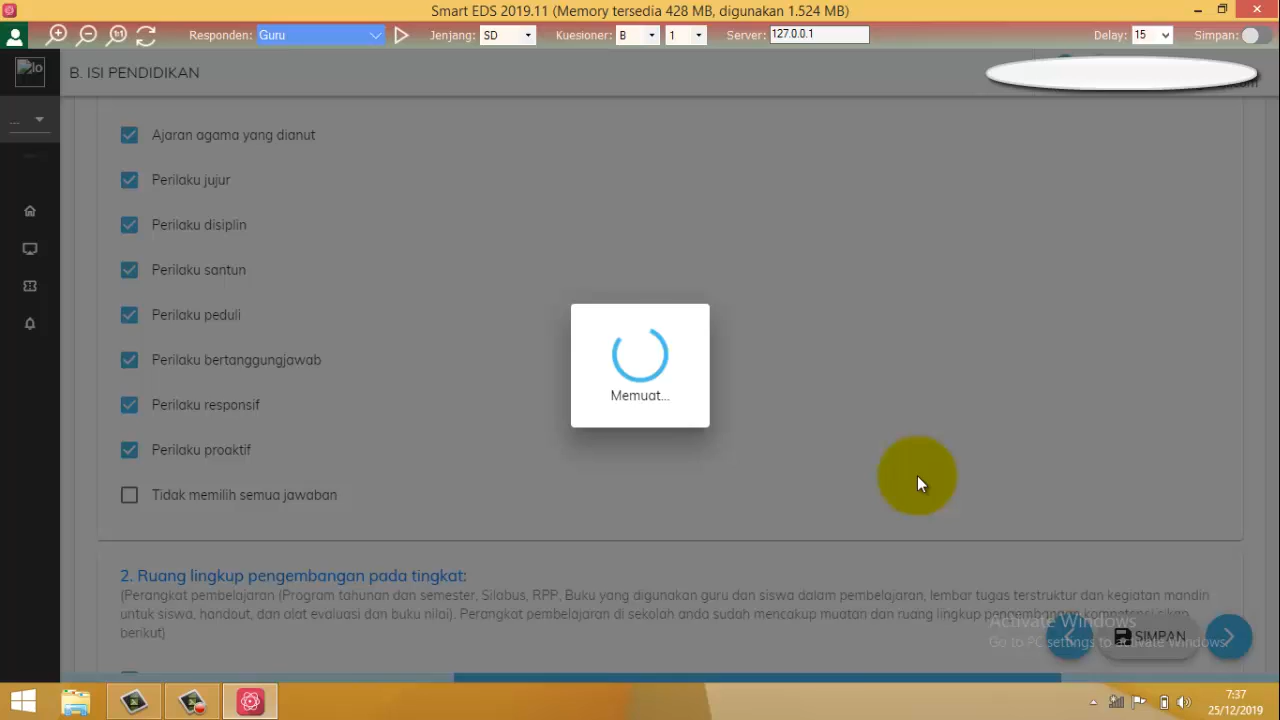 Smart EDS 2019.11 (Memory tersedia 428 MB, digunakan 1.524 MB)
Responden: Guru Jenjang: SD Kuesioner: B 1 Server: 127.0.0.1 Delay: 15 Simpan:
lo
B. ISI PENDIDIKAN
...
Ajaran agama yang dianut
Perilaku jujur
Perilaku disiplin
Perilaku santun
Perilaku peduli
Perilaku bertanggungjawab
Perilaku responsif
Perilaku proaktif
Tidak memilih semua jawaban
Memuat...
2. Ruang lingkup pengembangan pada tingkat:
(Perangkat pembelajaran (Program tahunan dan semester, Silabus, RPP, Buku yang digunakan guru dan siswa dalam pembelajaran, lembar tugas terstruktur dan kegiatan mandiri
untuk siswa, handout, dan alat evaluasi dan buku nilai). Perangkat pembelajaran di sekolah anda sudah mencakup muatan dan ruang lingkup pengembangan kompetensi sikap
berikut)
Activate Windows
Go to PC settings to activate Windows.
SIMPAN
7:37
25/12/2019